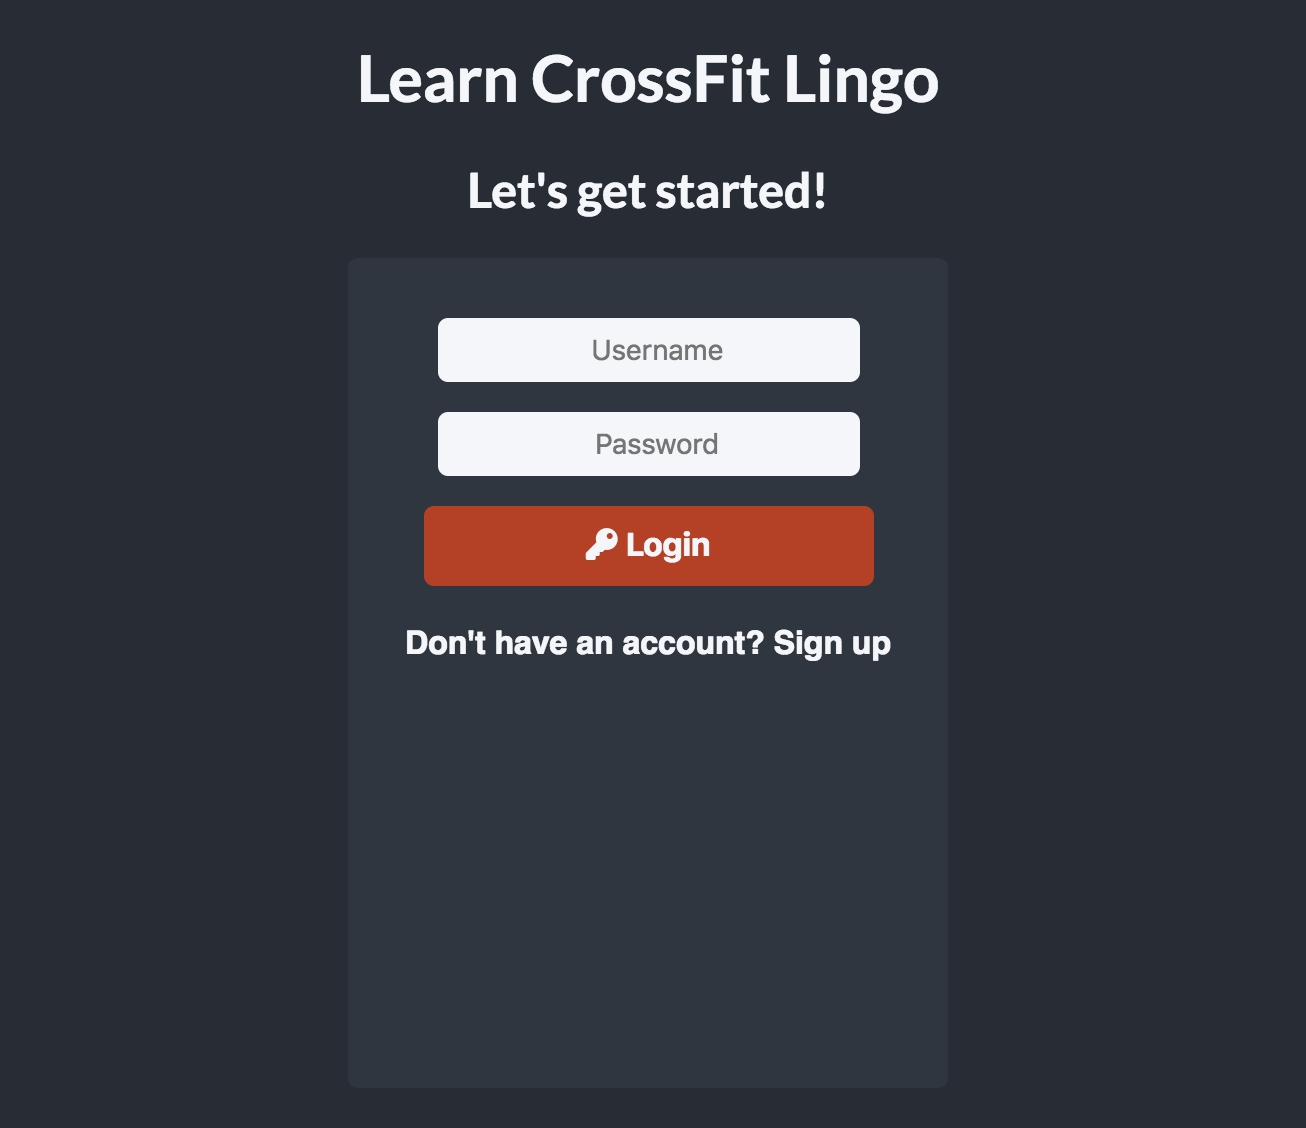 Learn CrossFit Lingo
Let's get started!
Username
Password
Login
Don't have an account? Sign up